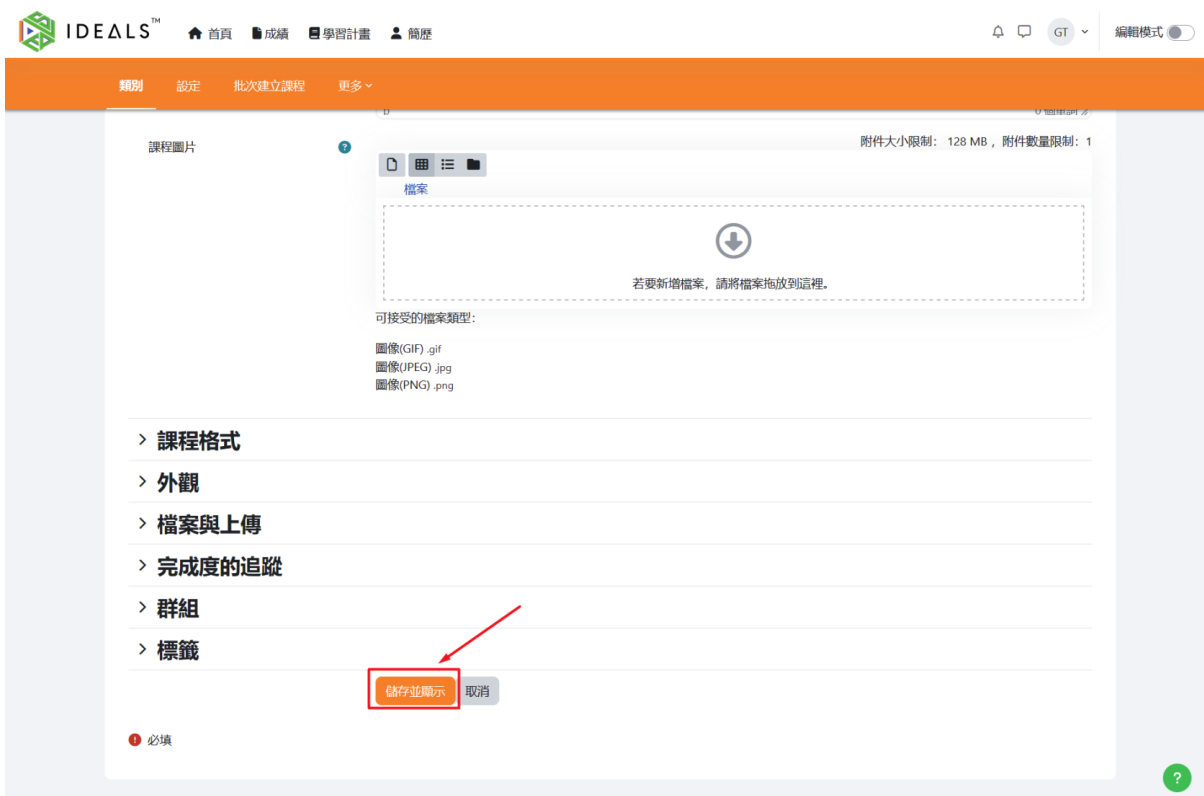 IDEALS™
首頁 成績 學習計畫 簡歷 GT 編輯模式
類別 設定 批次建立課程 更多
課程圖片 ?
附件大小限制: 128 MB , 附件數量限制: 1
檔案
若要新增檔案, 請將檔案拖放到這裡。
可接受的檔案類型:
圖像(GIF) .gif
圖像(JPEG) .jpg
圖像(PNG) .png
課程格式
外觀
檔案與上傳
完成度的追蹤
群組
標籤
儲存並顯示 取消
! 必填
?